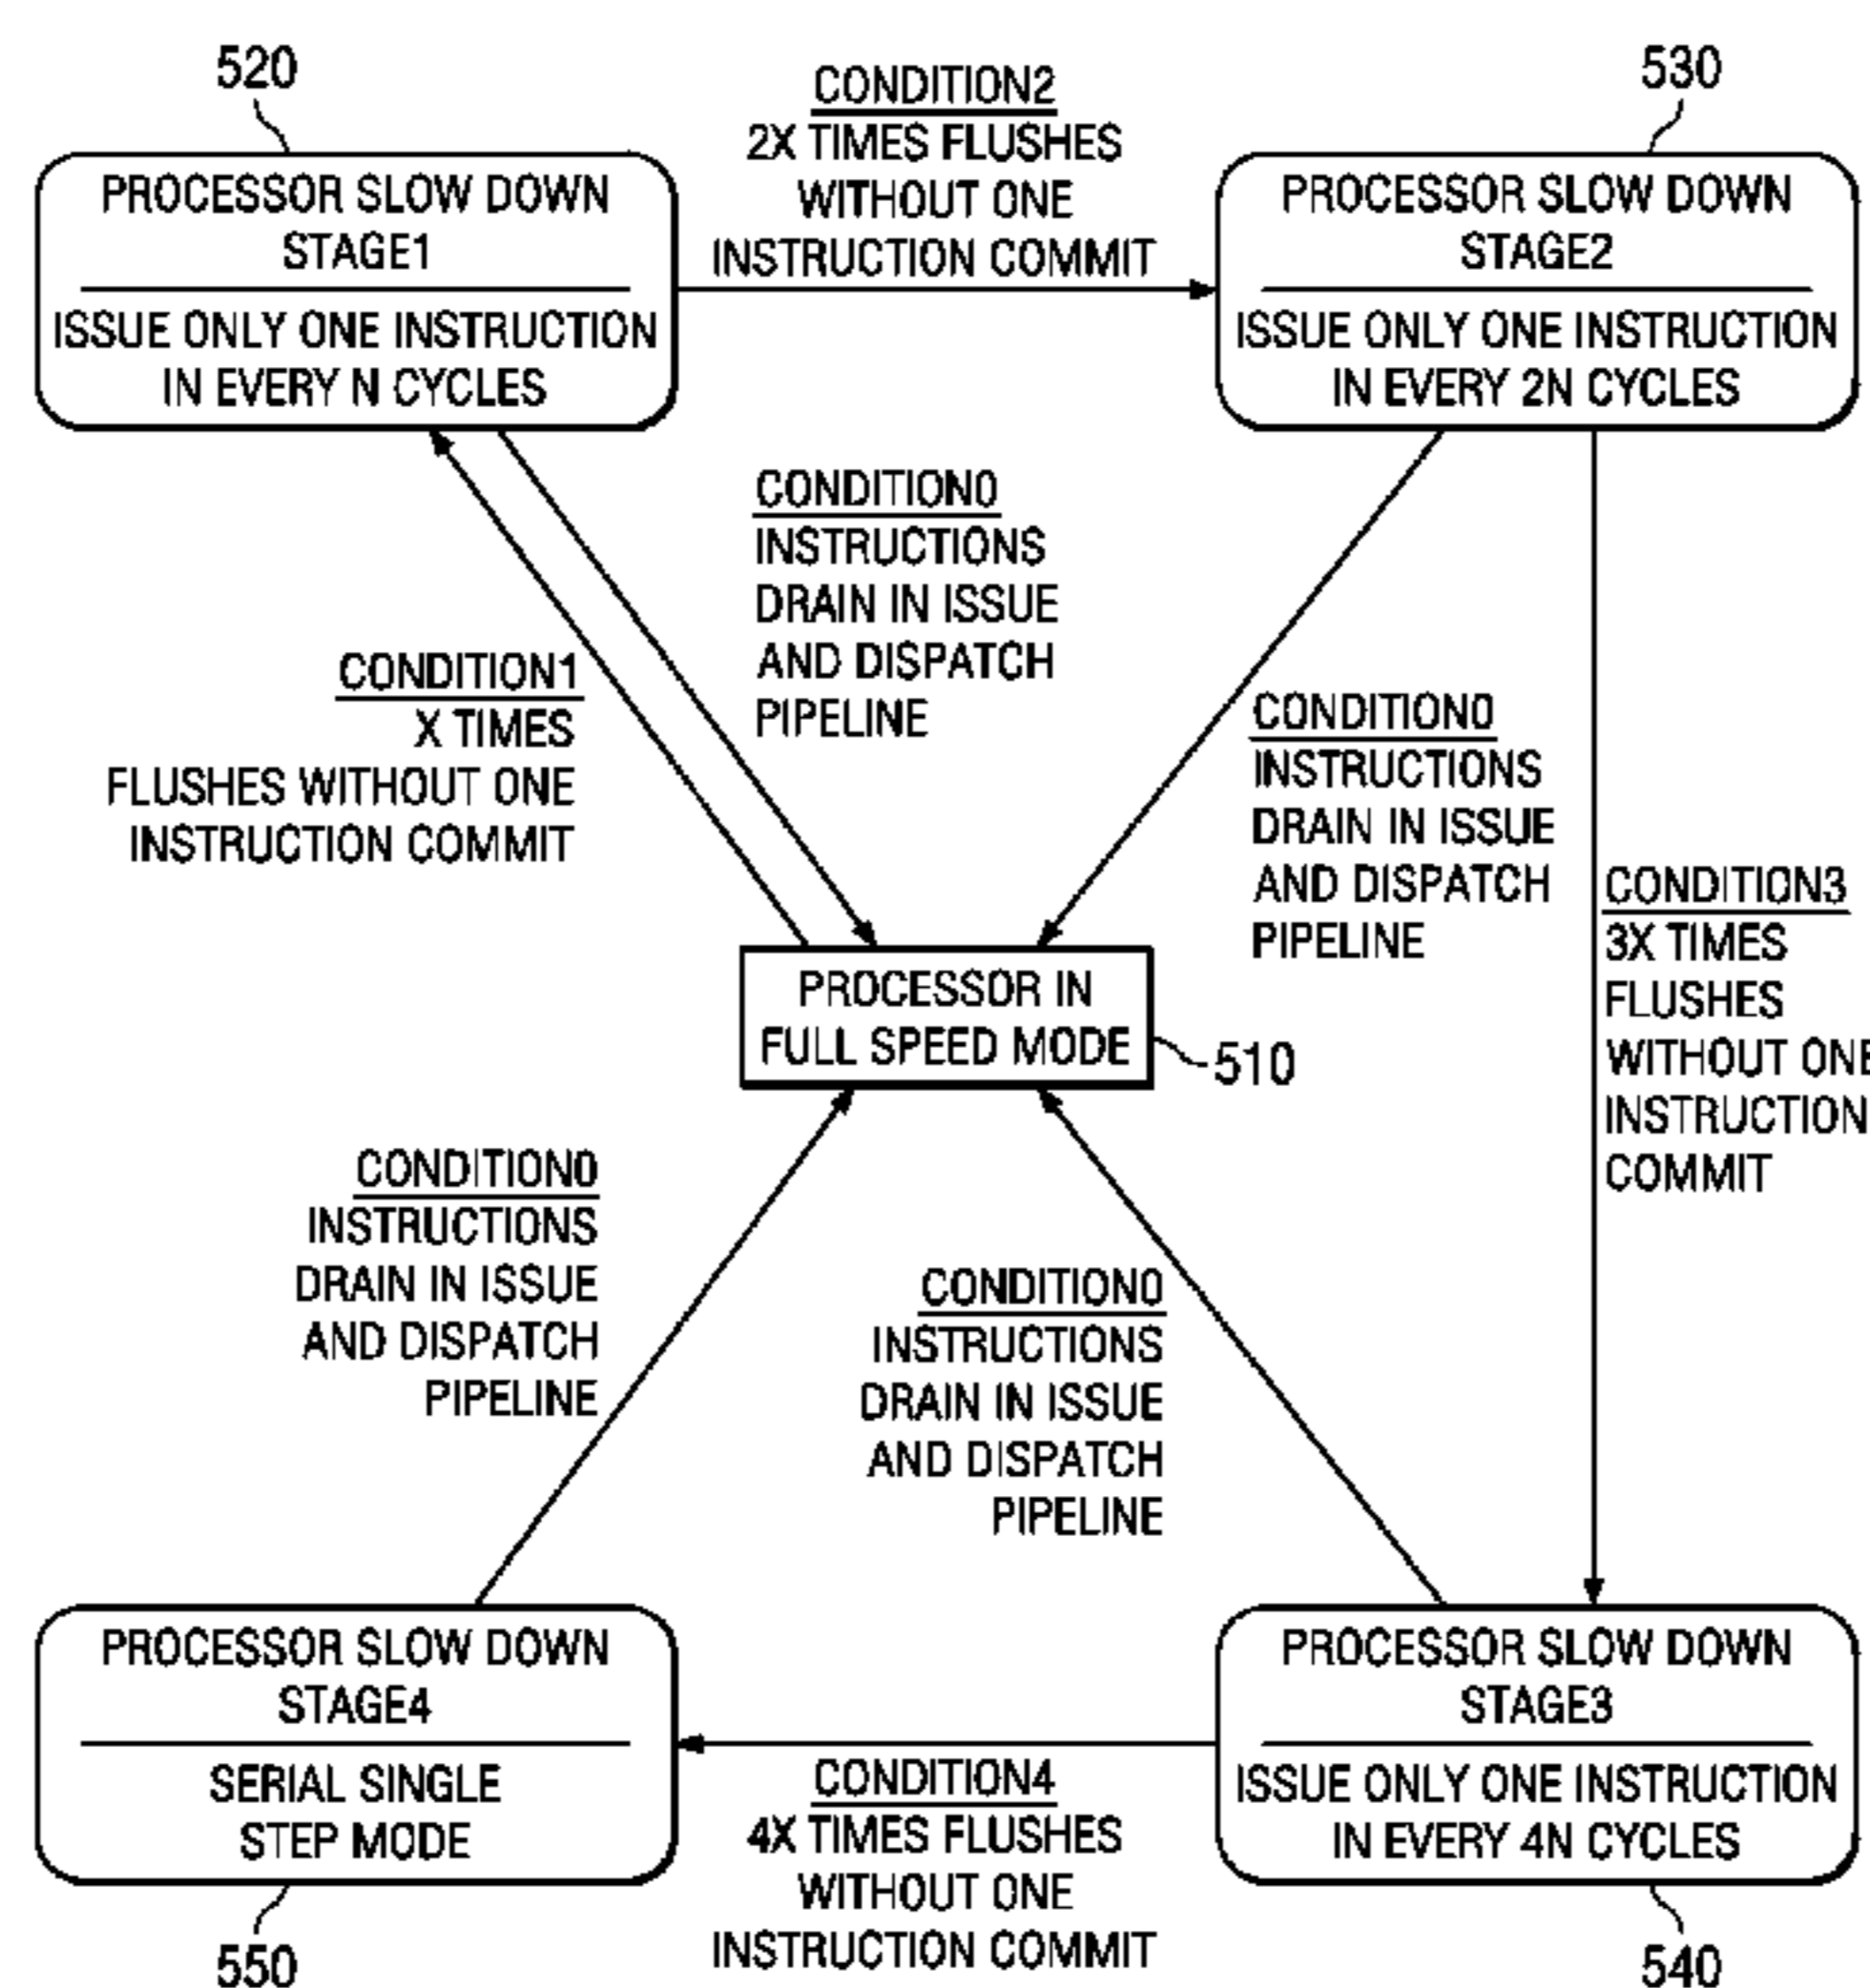 520
PROCESSOR SLOW DOWN
STAGE1
ISSUE ONLY ONE INSTRUCTION
IN EVERY N CYCLES
CONDITION2
2X TIMES FLUSHES
WITHOUT ONE
INSTRUCTION COMMIT
530
PROCESSOR SLOW DOWN
STAGE2
ISSUE ONLY ONE INSTRUCTION
IN EVERY 2N CYCLES
CONDITION1
X TIMES
FLUSHES WITHOUT ONE
INSTRUCTION COMMIT
CONDITION0
INSTRUCTIONS
DRAIN IN ISSUE
AND DISPATCH
PIPELINE
CONDITION0
INSTRUCTIONS
DRAIN IN ISSUE
AND DISPATCH
PIPELINE
CONDITION3
3X TIMES
FLUSHES
WITHOUT ONE
INSTRUCTION
COMMIT
PROCESSOR IN
FULL SPEED MODE
510
CONDITION0
INSTRUCTIONS
DRAIN IN ISSUE
AND DISPATCH
PIPELINE
CONDITION0
INSTRUCTIONS
DRAIN IN ISSUE
AND DISPATCH
PIPELINE
PROCESSOR SLOW DOWN
STAGE4
SERIAL SINGLE
STEP MODE
550
CONDITION4
4X TIMES FLUSHES
WITHOUT ONE
INSTRUCTION COMMIT
PROCESSOR SLOW DOWN
STAGE3
ISSUE ONLY ONE INSTRUCTION
IN EVERY 4N CYCLES
540